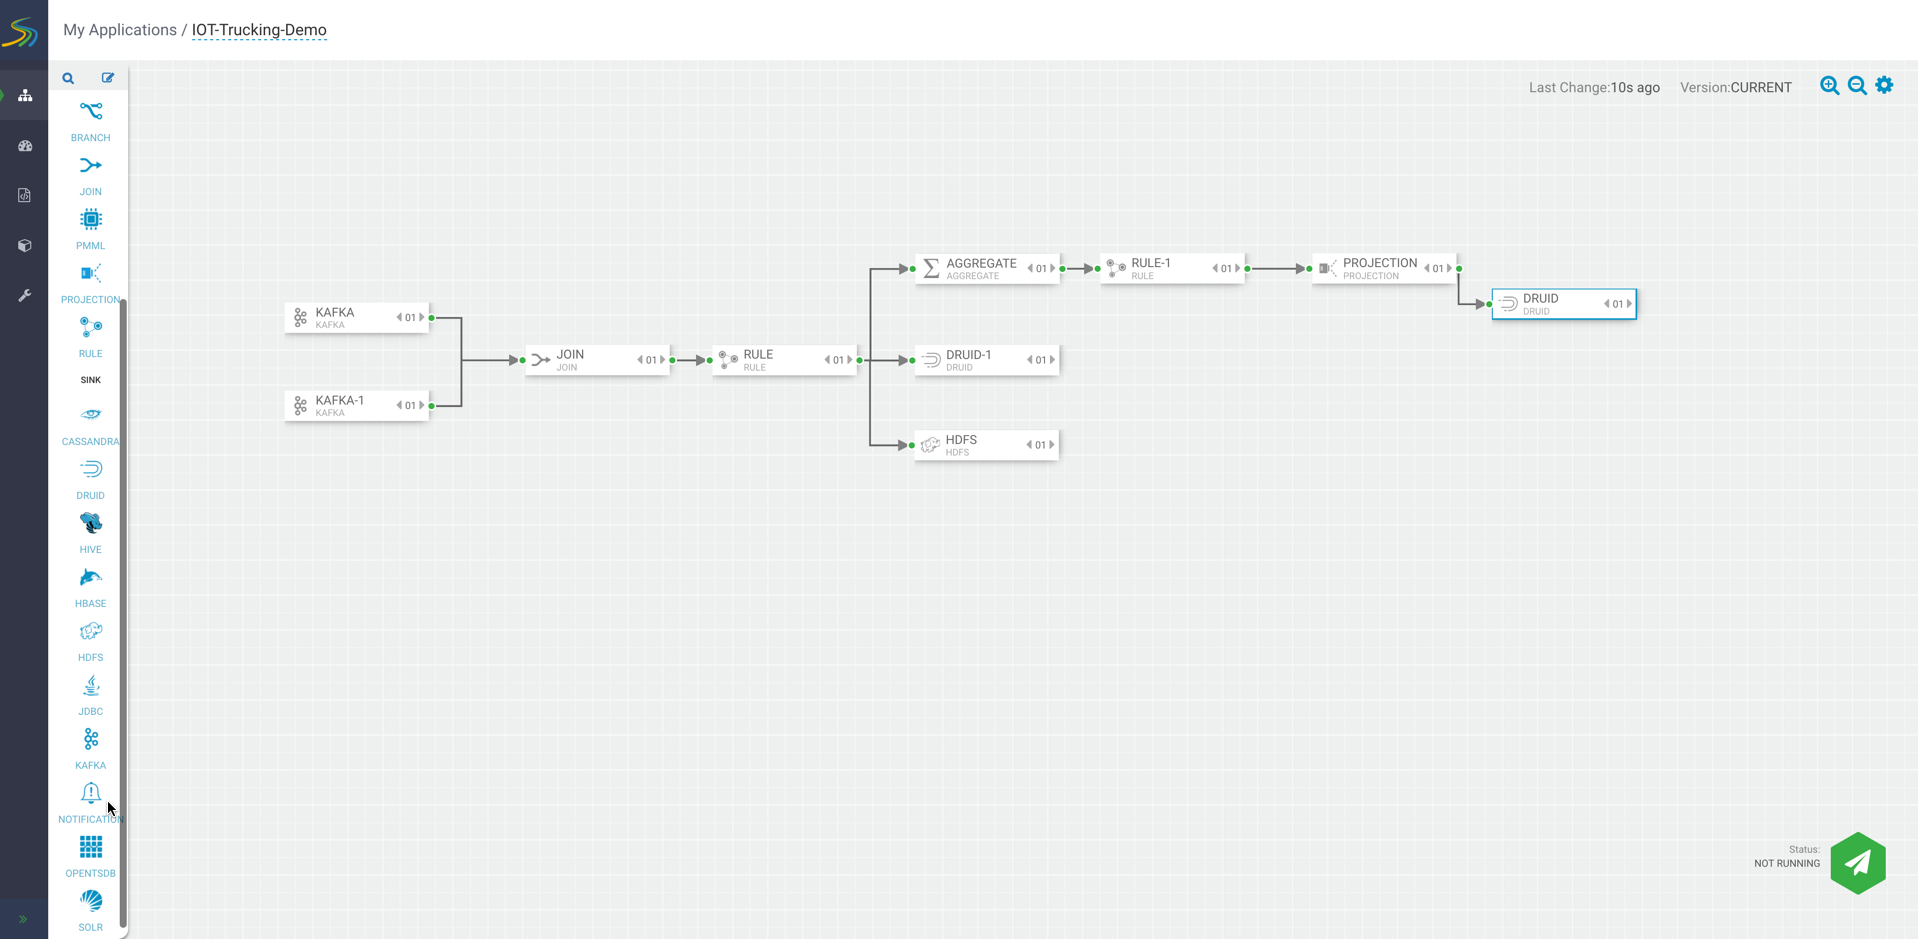 My Applications / IOT-Trucking-Demo
Last Change:10s ago Version:CURRENT
BRANCH
JOIN
PMML
PROJECTION
RULE
SINK
CASSANDRA
DRUID
HIVE
HBASE
HDFS
JDBC
KAFKA
NOTIFICATION
OPENTSDB
SOLR
KAFKA
KAFKA
01
KAFKA-1
KAFKA
01
JOIN
JOIN
01
RULE
RULE
01
AGGREGATE
AGGREGATE
01
RULE-1
RULE
01
PROJECTION
PROJECTION
01
DRUID
DRUID
01
DRUID-1
DRUID
01
HDFS
HDFS
01
Status:
NOT RUNNING